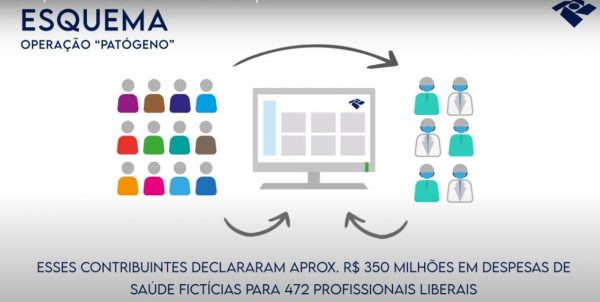 ESQUEMA
OPERAÇÃO “PATÓGENO”
ESSES CONTRIBUINTES DECLARARAM APROX. R$ 350 MILHÕES EM DESPESAS DE
SAÚDE FICTÍCIAS PARA 472 PROFISSIONAIS LIBERAIS